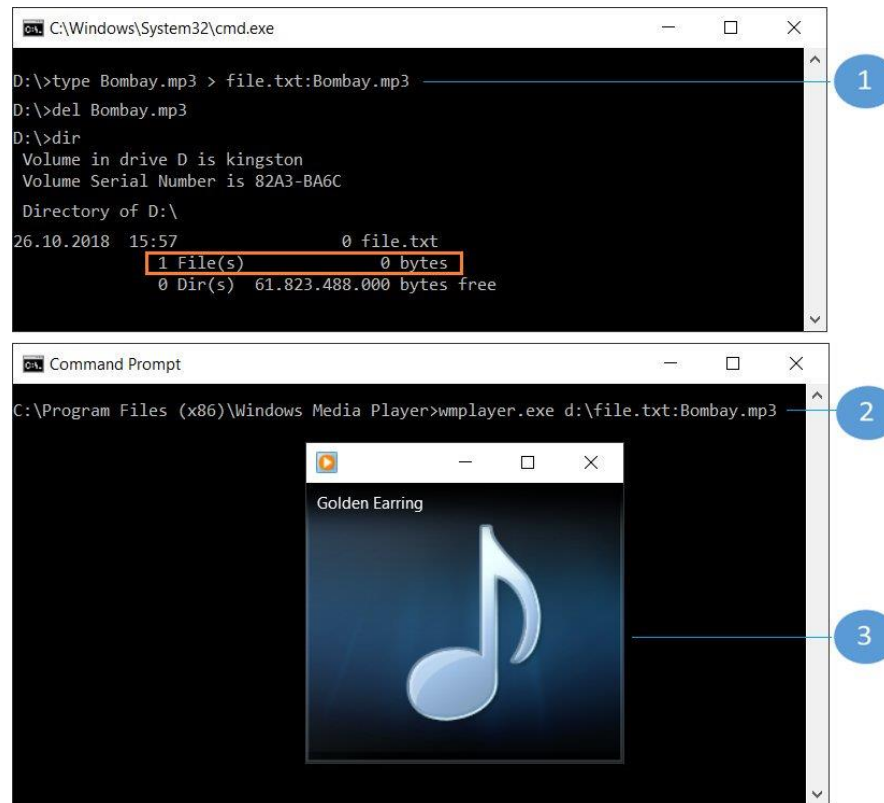 C:\Windows\System32\cmd.exe
D:\>type Bombay.mp3 > file.txt:Bombay.mp3
1
D:\>del Bombay.mp3
D:\>dir
Volume in drive D is kingston
Volume Serial Number is 82A3-BA6C
Directory of D:\
26.10.2018 15:57 0 file.txt
1 File(s) 0 bytes
0 Dir(s) 61.823.488.000 bytes free
Command Prompt
C:\Program Files (x86)\Windows Media Player>wmplayer.exe d:\file.txt:Bombay.mp3
2
Golden Earring
3